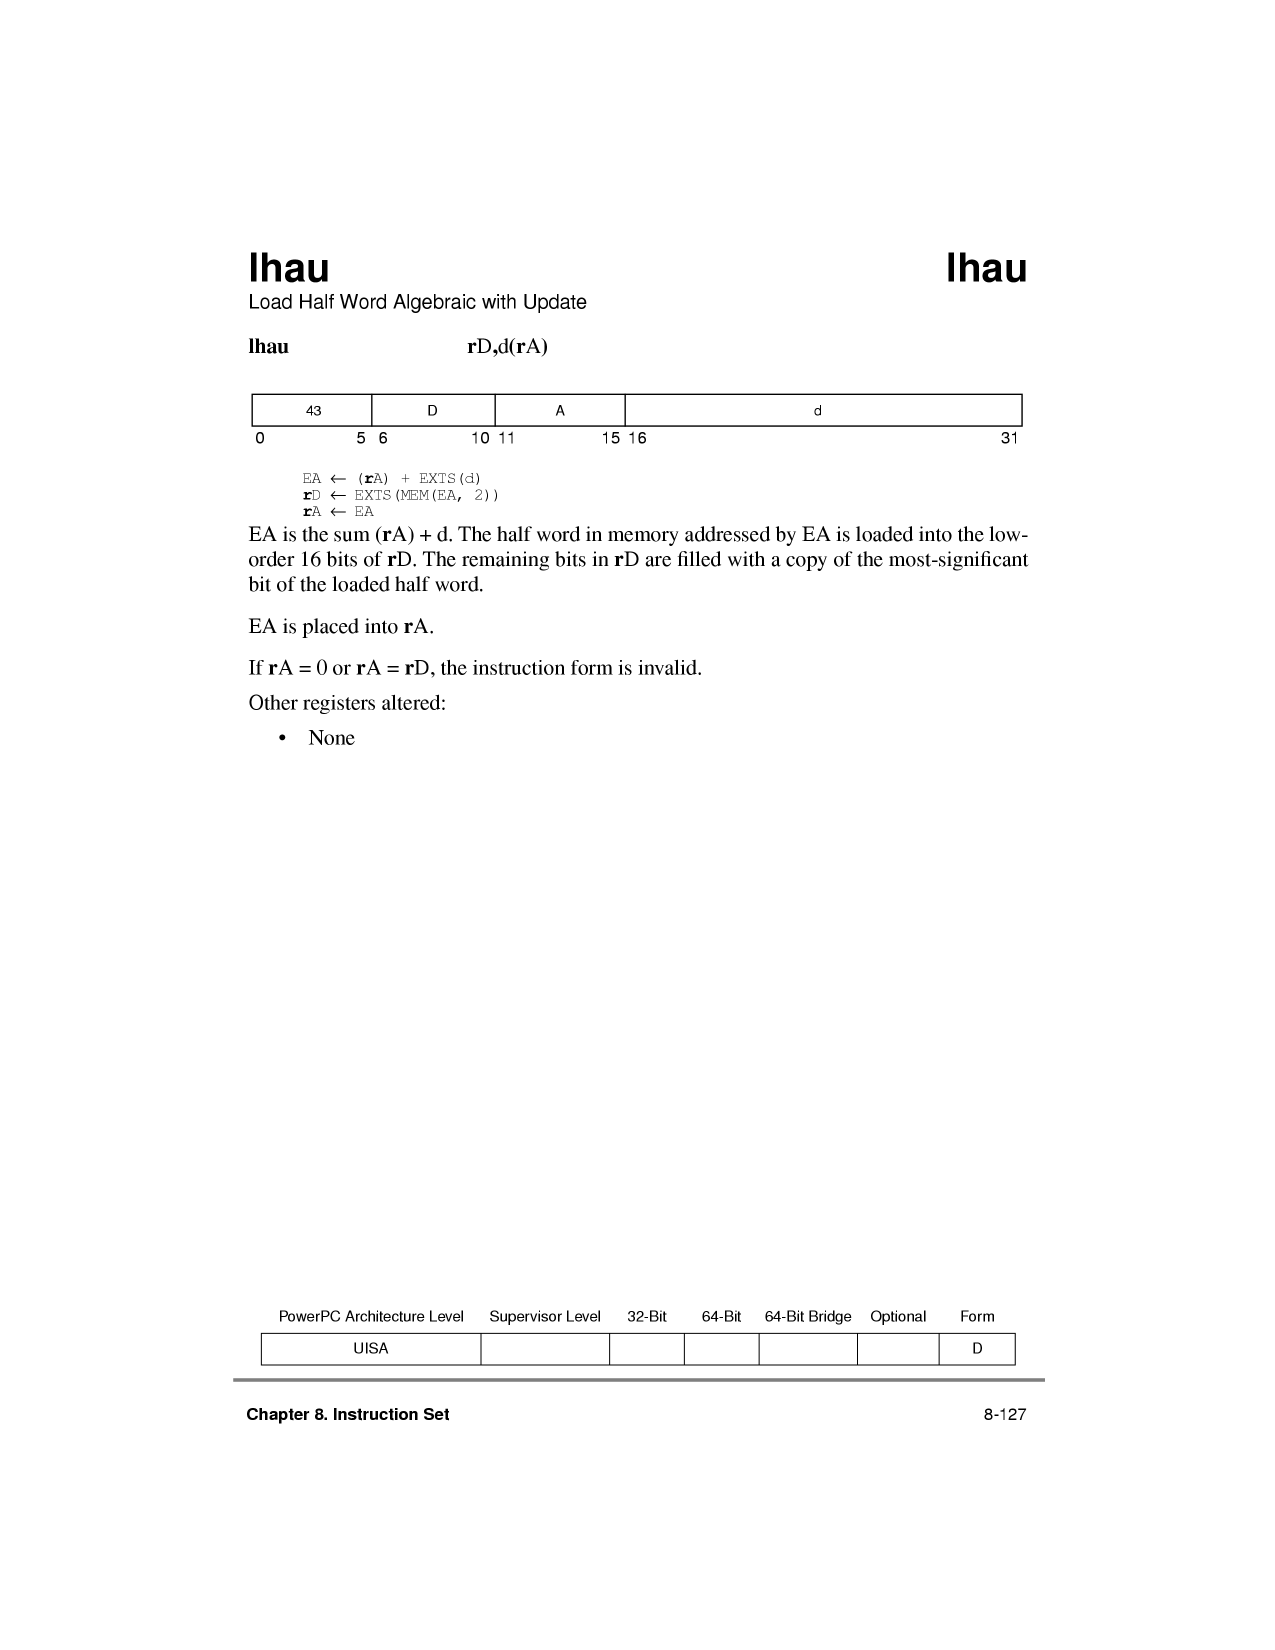 lhau lhau
Load Half Word Algebraic with Update
lhau rD,d(rA)
43 D A d
0 5 6 10 11 15 16 31
EA ← (rA) + EXTS(d)
rD ← EXTS(MEM(EA, 2))
rA ← EA
EA is the sum (rA) + d. The half word in memory addressed by EA is loaded into the low-
order 16 bits of rD. The remaining bits in rD are filled with a copy of the most-significant
bit of the loaded half word.
EA is placed into rA.
If rA = 0 or rA = rD, the instruction form is invalid.
Other registers altered:
• None
PowerPC Architecture Level Supervisor Level 32-Bit 64-Bit 64-Bit Bridge Optional Form
UISA D
Chapter 8. Instruction Set 8-127